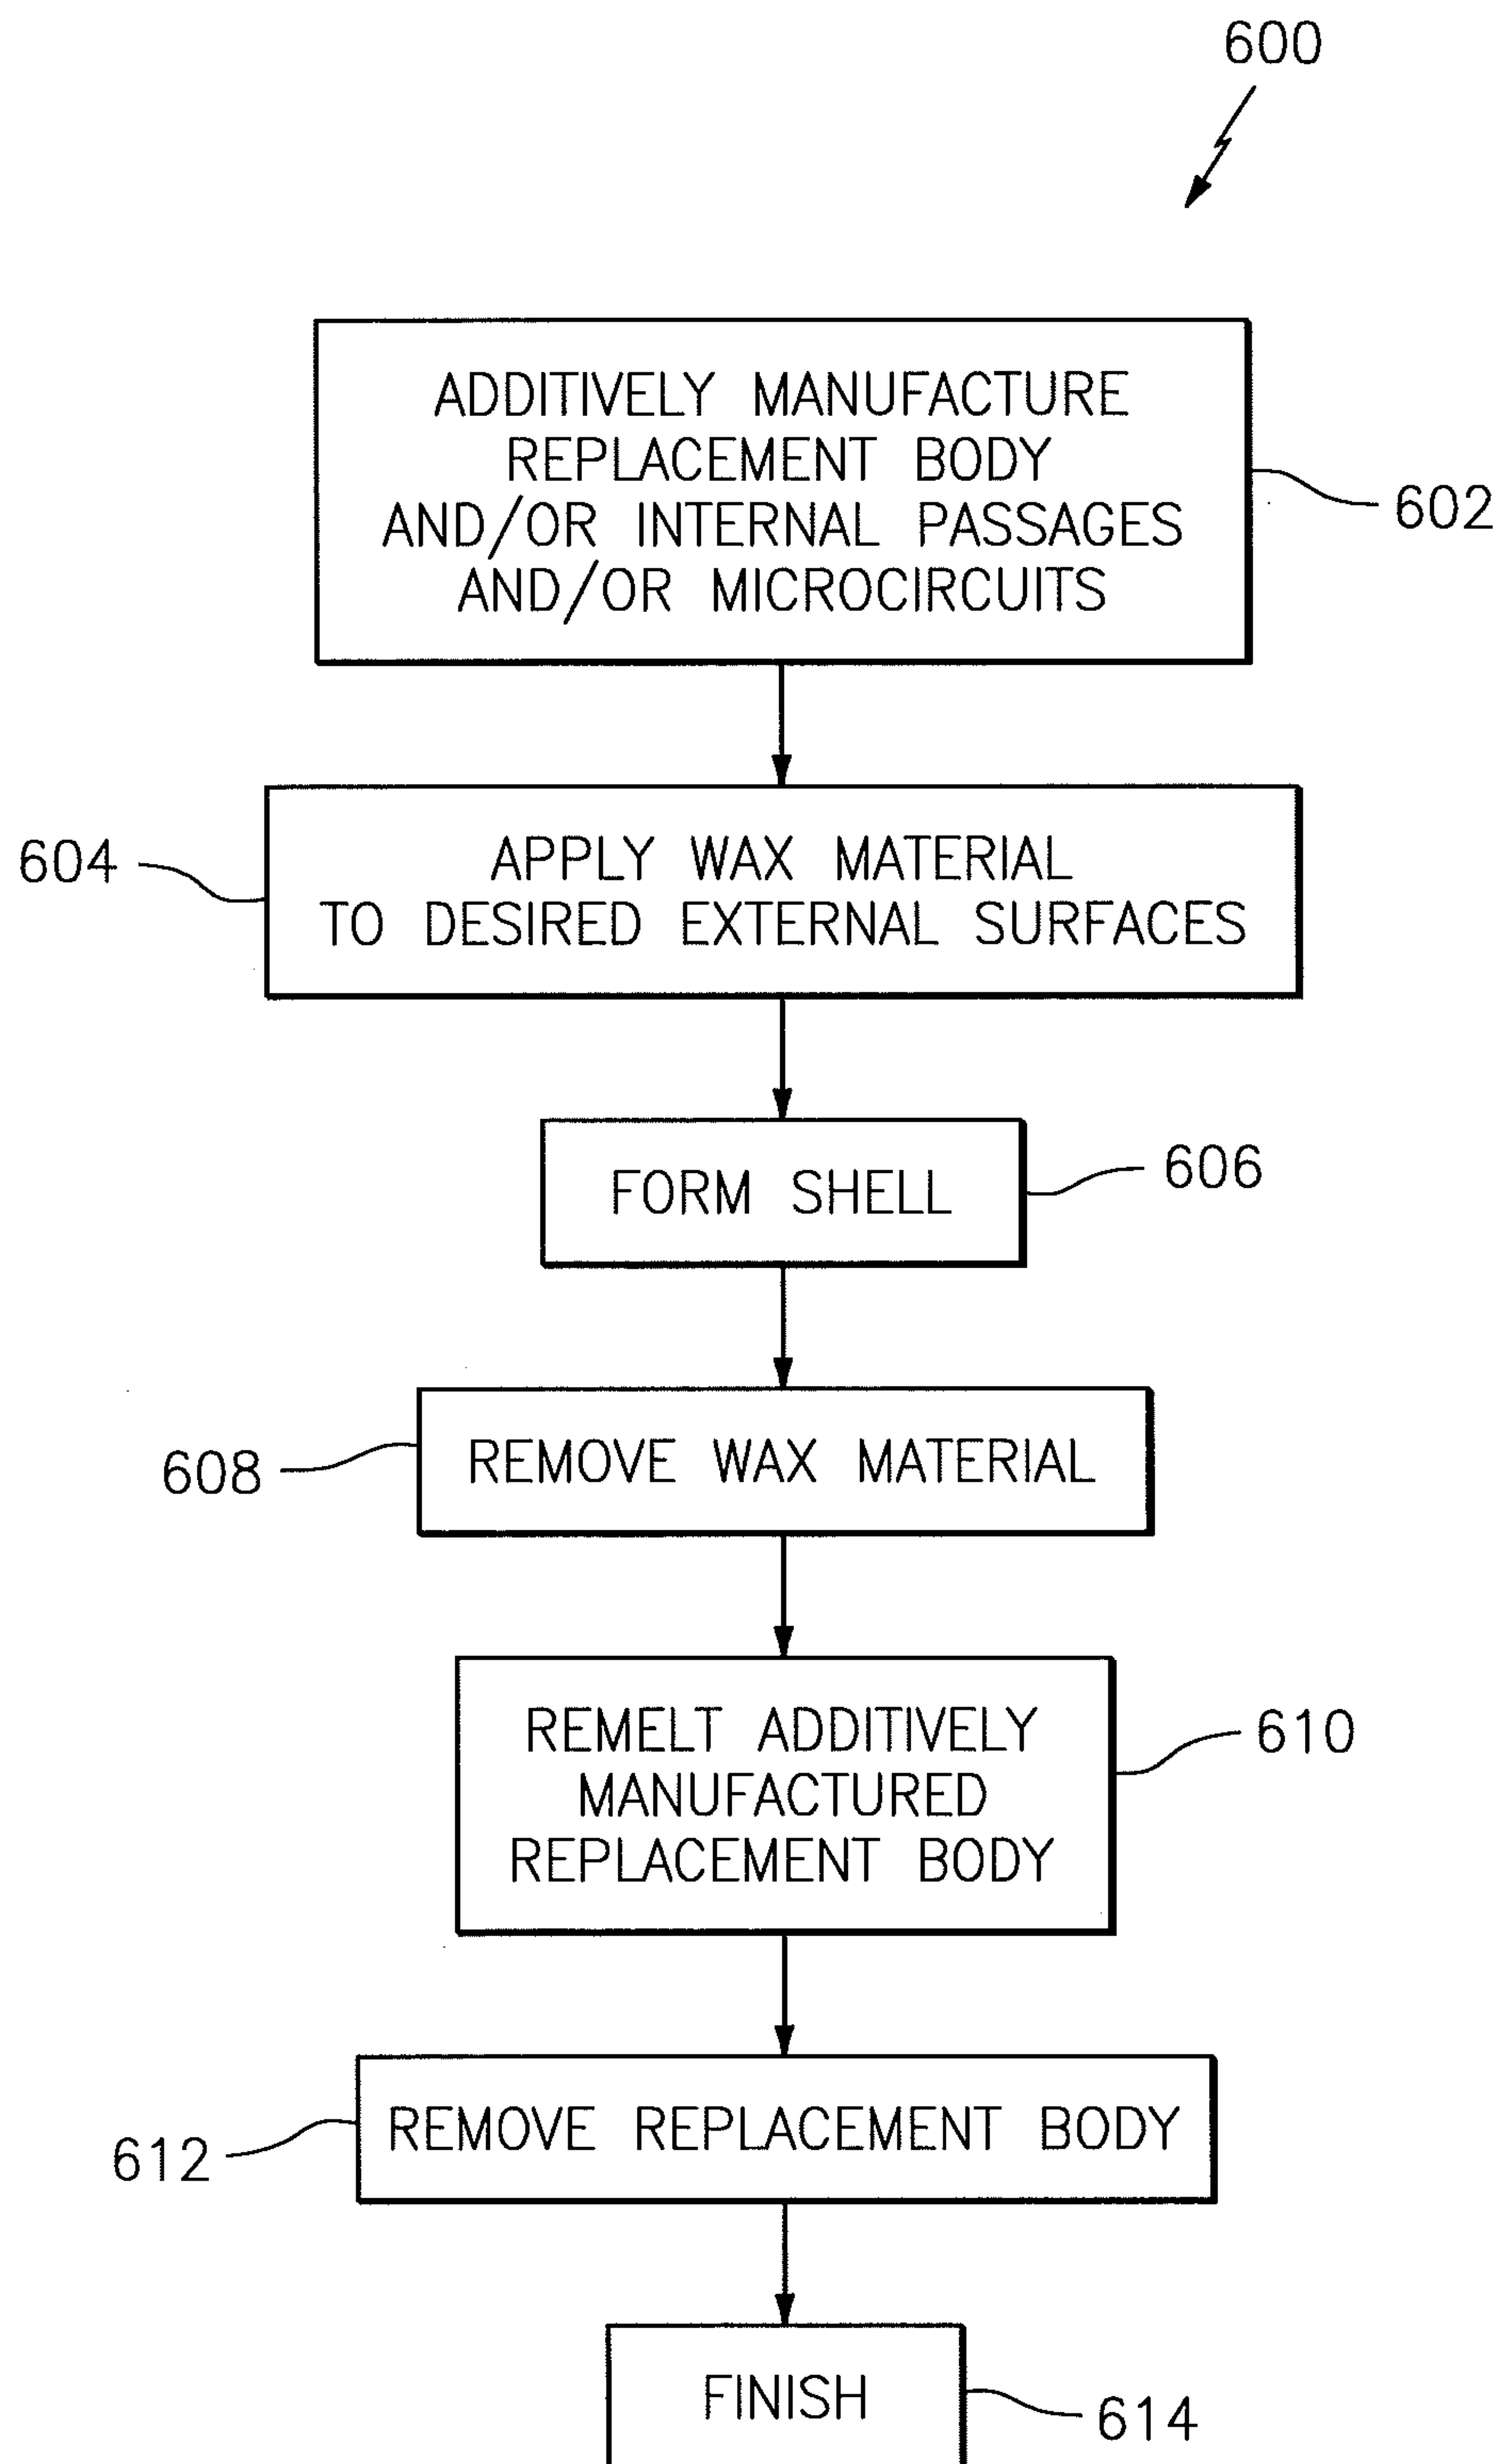 600
ADDITIVELY MANUFACTURE
REPLACEMENT BODY
AND/OR INTERNAL PASSAGES
AND/OR MICROCIRCUITS
602
604
APPLY WAX MATERIAL
TO DESIRED EXTERNAL SURFACES
FORM SHELL
606
608
REMOVE WAX MATERIAL
REMELT ADDITIVELY
MANUFACTURED
REPLACEMENT BODY
610
612
REMOVE REPLACEMENT BODY
FINISH
614